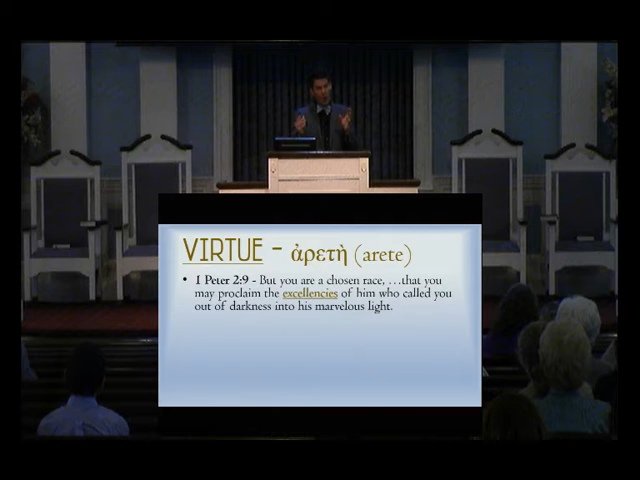 VIRTUE - ἀρετὴ (arete)
• 1 Peter 2:9 - But you are a chosen race, …that you
may proclaim the excellencies of him who called you
out of darkness into his marvelous light.